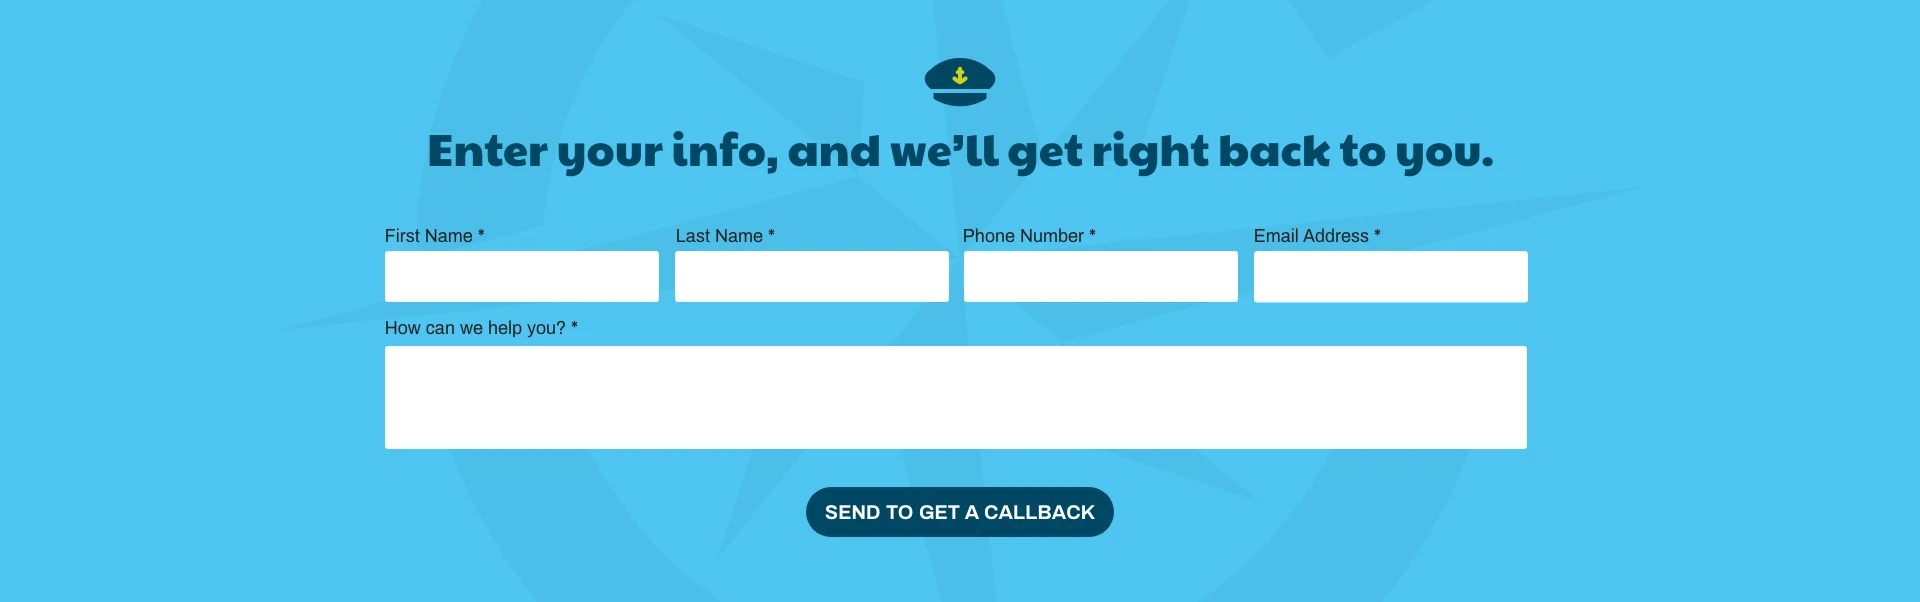 Enter your info, and we’ll get right back to you.
First Name *
Last Name *
Phone Number *
Email Address *
How can we help you? *
SEND TO GET A CALLBACK